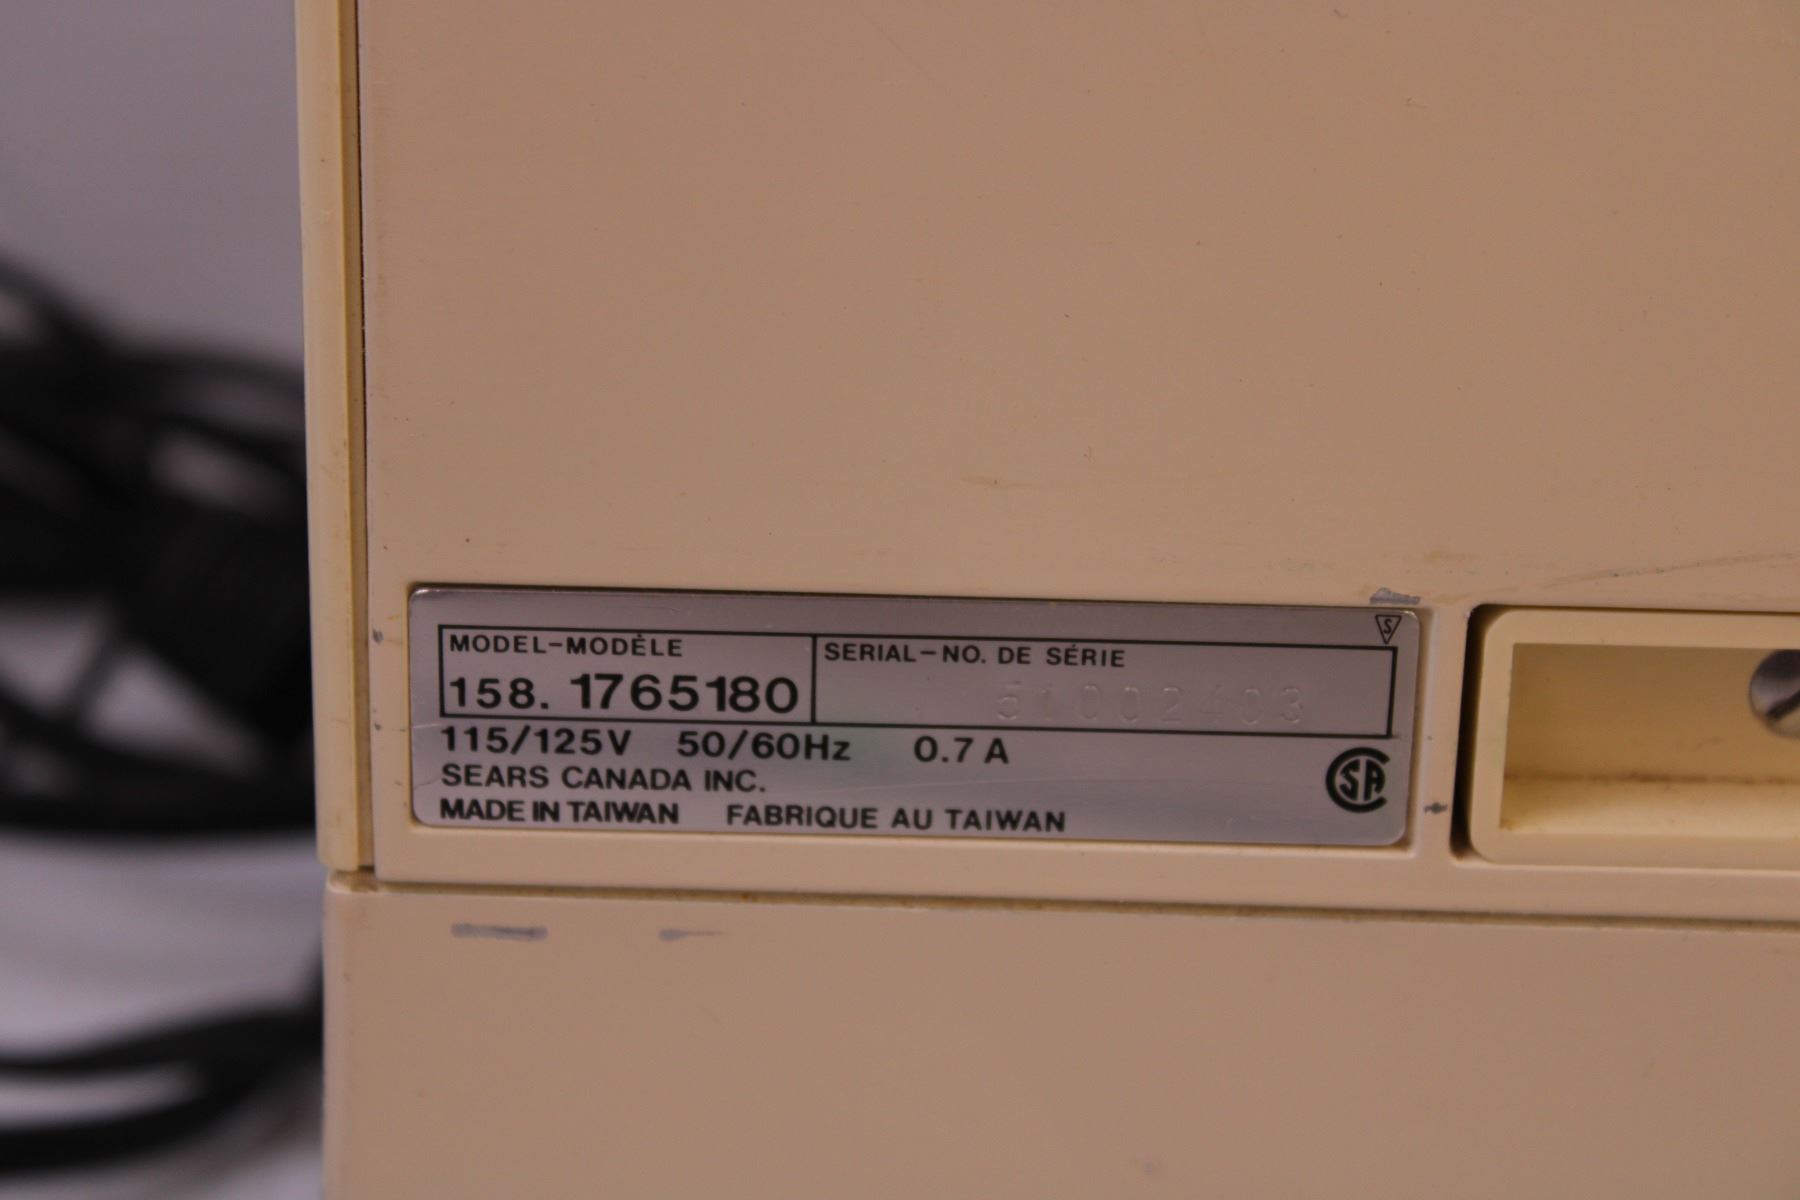 S
MODEL-MODÈLE SERIAL-NO. DE SÉRIE
158. 1765180 51002403
115/125V 50/60Hz 0.7 A
SEARS CANADA INC.
SA
MADE IN TAIWAN FABRIQUE AU TAIWAN